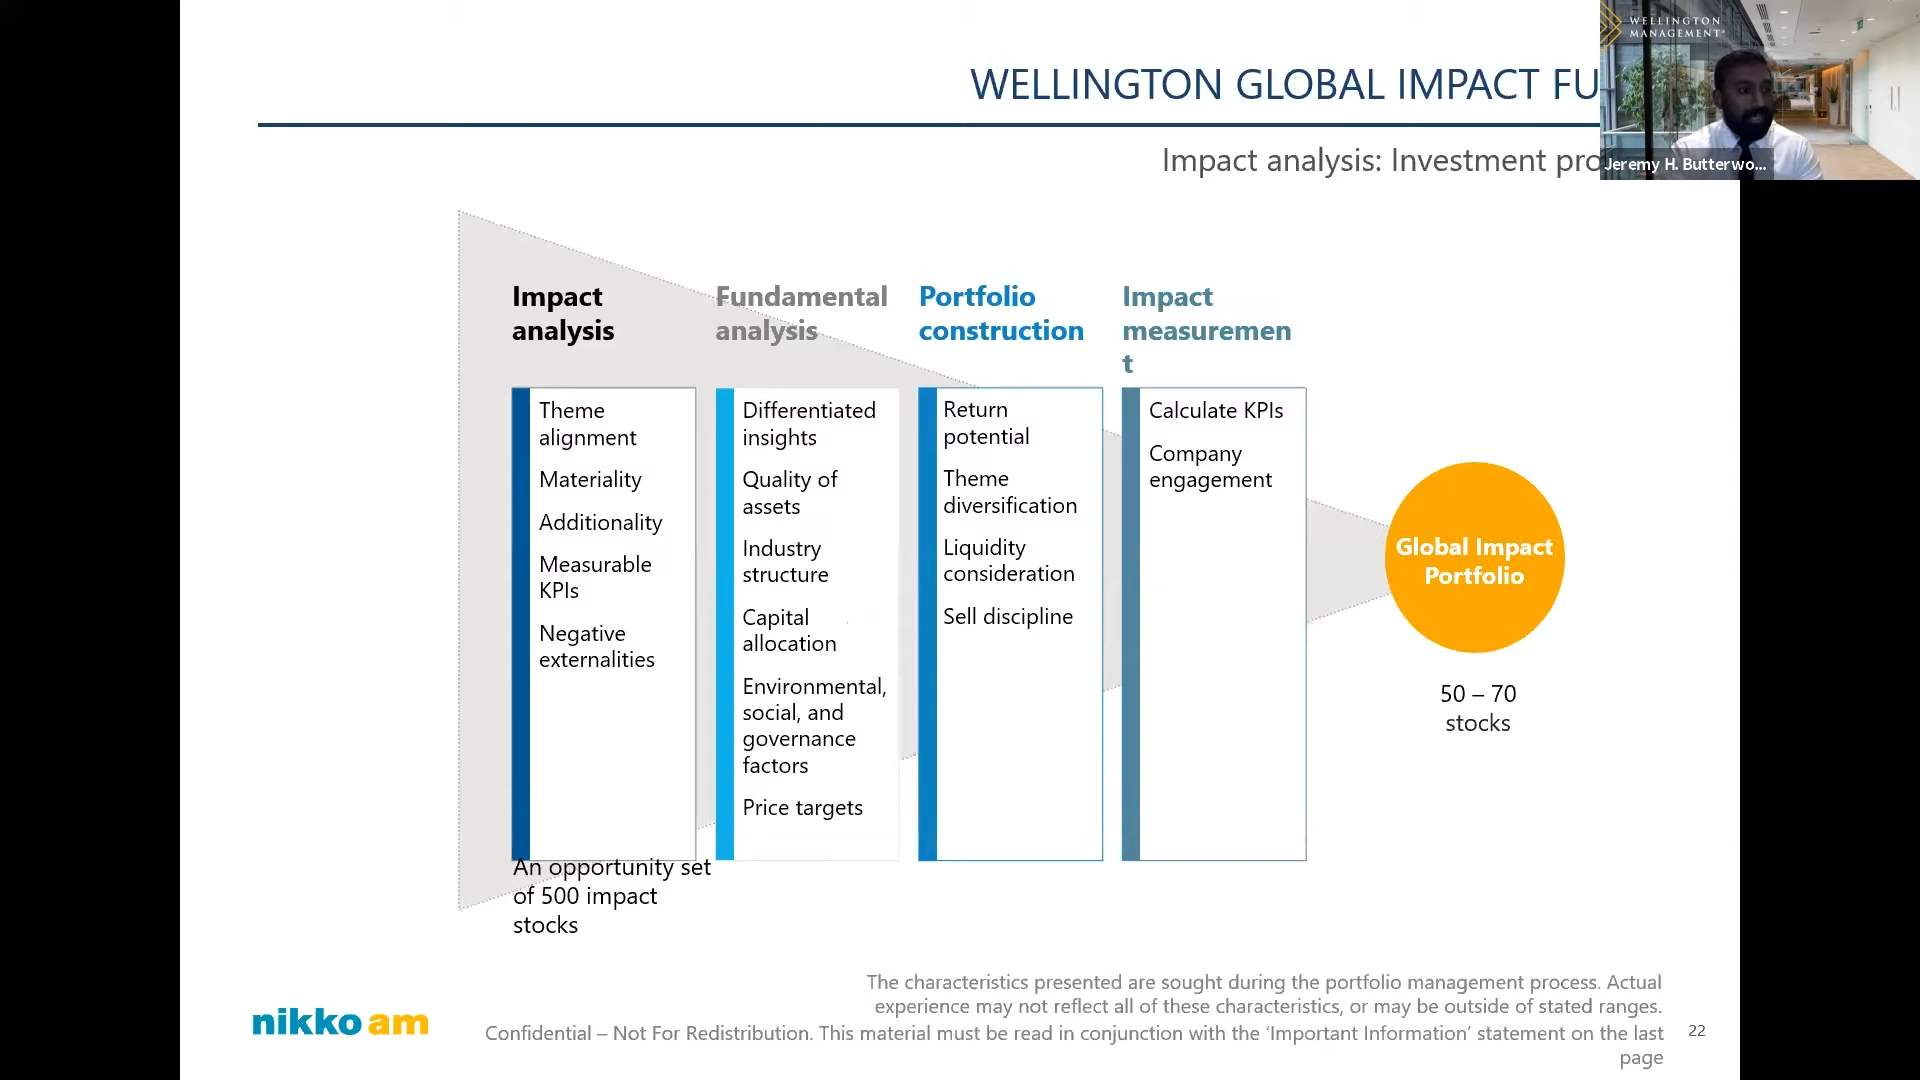 WELLINGTON MANAGEMENT
WELLINGTON GLOBAL IMPACT FU
Impact analysis: Investment pro
Jeremy H. Butterwo...
Impact
analysis
Theme
alignment
Materiality
Additionality
Measurable
KPIs
Negative
externalities
An opportunity set
of 500 impact
stocks
Fundamental
analysis
Differentiated
insights
Quality of
assets
Industry
structure
Capital
allocation
Environmental,
social, and
governance
factors
Price targets
Portfolio
construction
Return
potential
Theme
diversification
Liquidity
consideration
Sell discipline
Impact
measuremen
t
Calculate KPIs
Company
engagement
Global Impact
Portfolio
50 – 70
stocks
The characteristics presented are sought during the portfolio management process. Actual
experience may not reflect all of these characteristics, or may be outside of stated ranges.
Confidential – Not For Redistribution. This material must be read in conjunction with the ‘Important Information’ statement on the last
page
22
nikko am